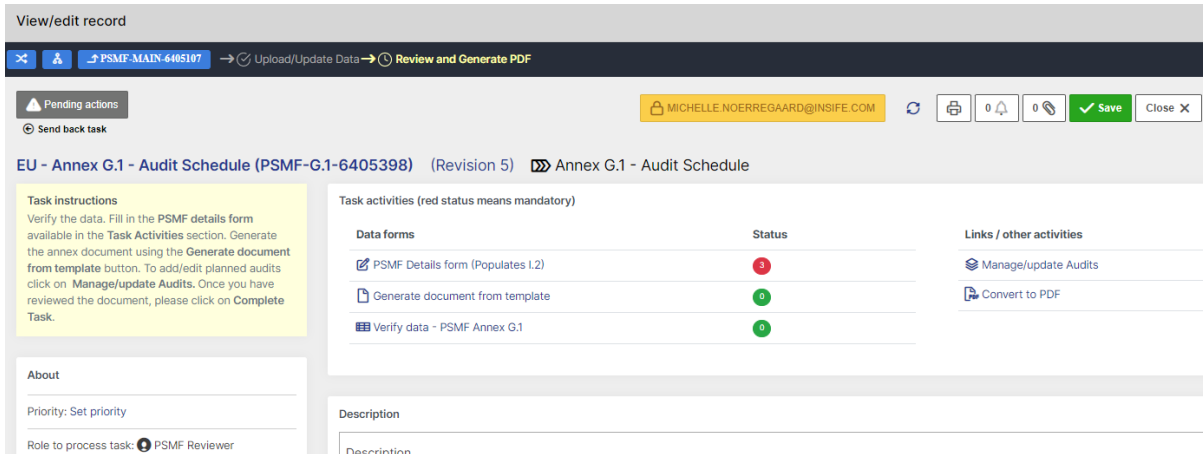 View/edit record
PSMF-MAIN-6405107 Upload/Update Data Review and Generate PDF
Pending actions
MICHELLE.NOERREGAARD@INSIFE.COM 0 0 Save Close X
Send back task
EU - Annex G.1 - Audit Schedule (PSMF-G.1-6405398) (Revision 5) Annex G.1 - Audit Schedule
Task instructions
Verify the data. Fill in the PSMF details form
available in the Task Activities section. Generate
the annex document using the Generate document
from template button. To add/edit planned audits
click on Manage/update Audits. Once you have
reviewed the document, please click on Complete
Task.
Task activities (red status means mandatory)
Data forms Status Links / other activities
PSMF Details form (Populates I.2) 3 Manage/update Audits
Generate document from template 0 Convert to PDF
Verify data - PSMF Annex G.1 0
About
Priority: Set priority
Role to process task: PSMF Reviewer
Description
Description